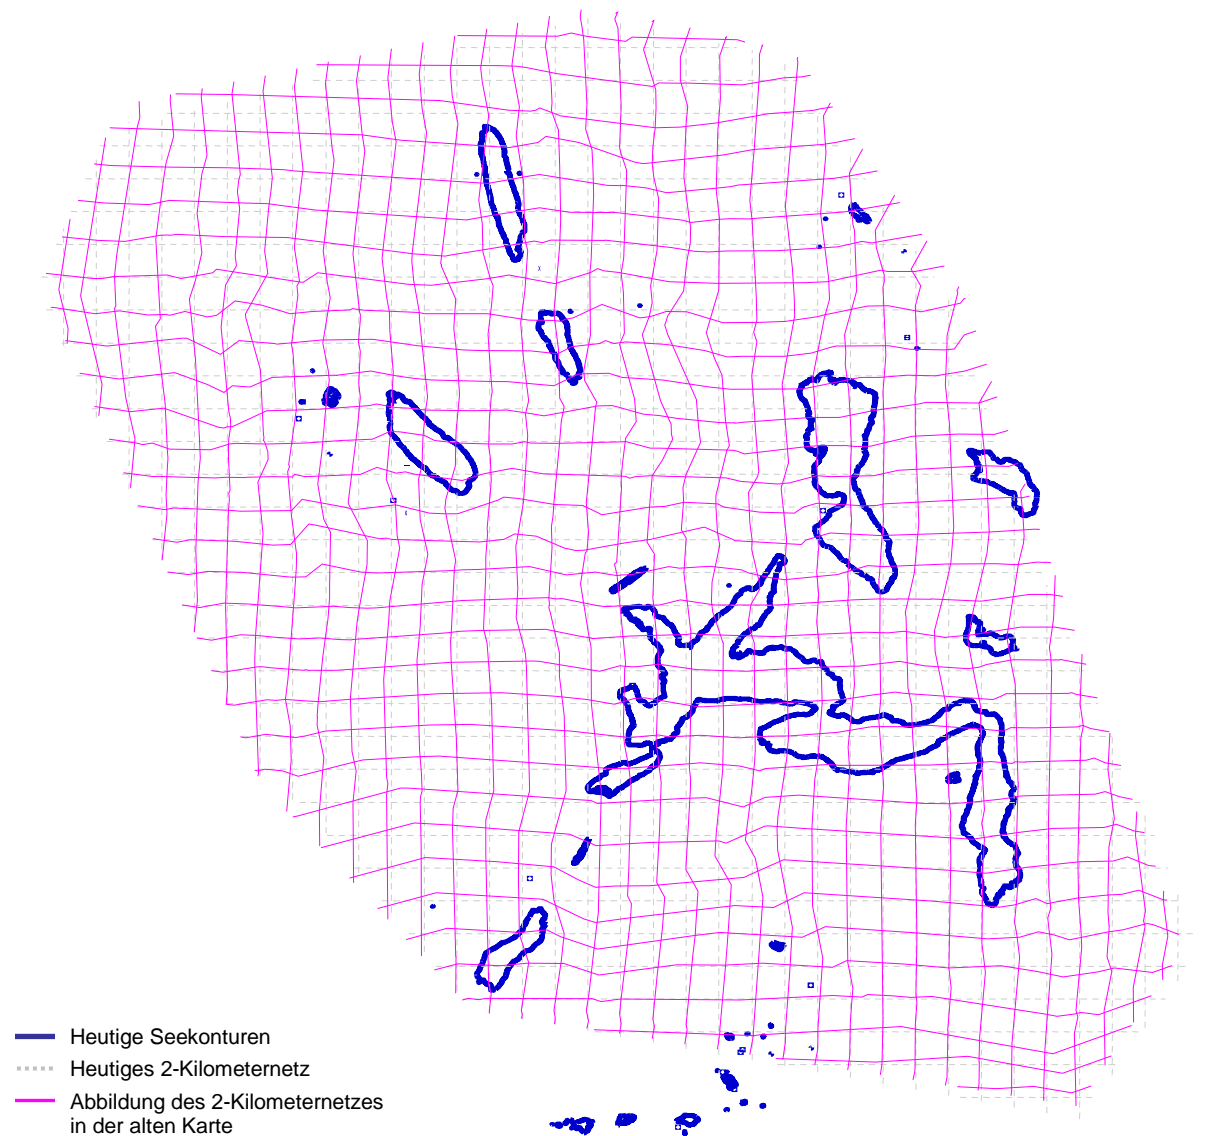 Heutige Seekonturen
Heutiges 2-Kilometernetz
Abbildung des 2-Kilometernetzes
in der alten Karte